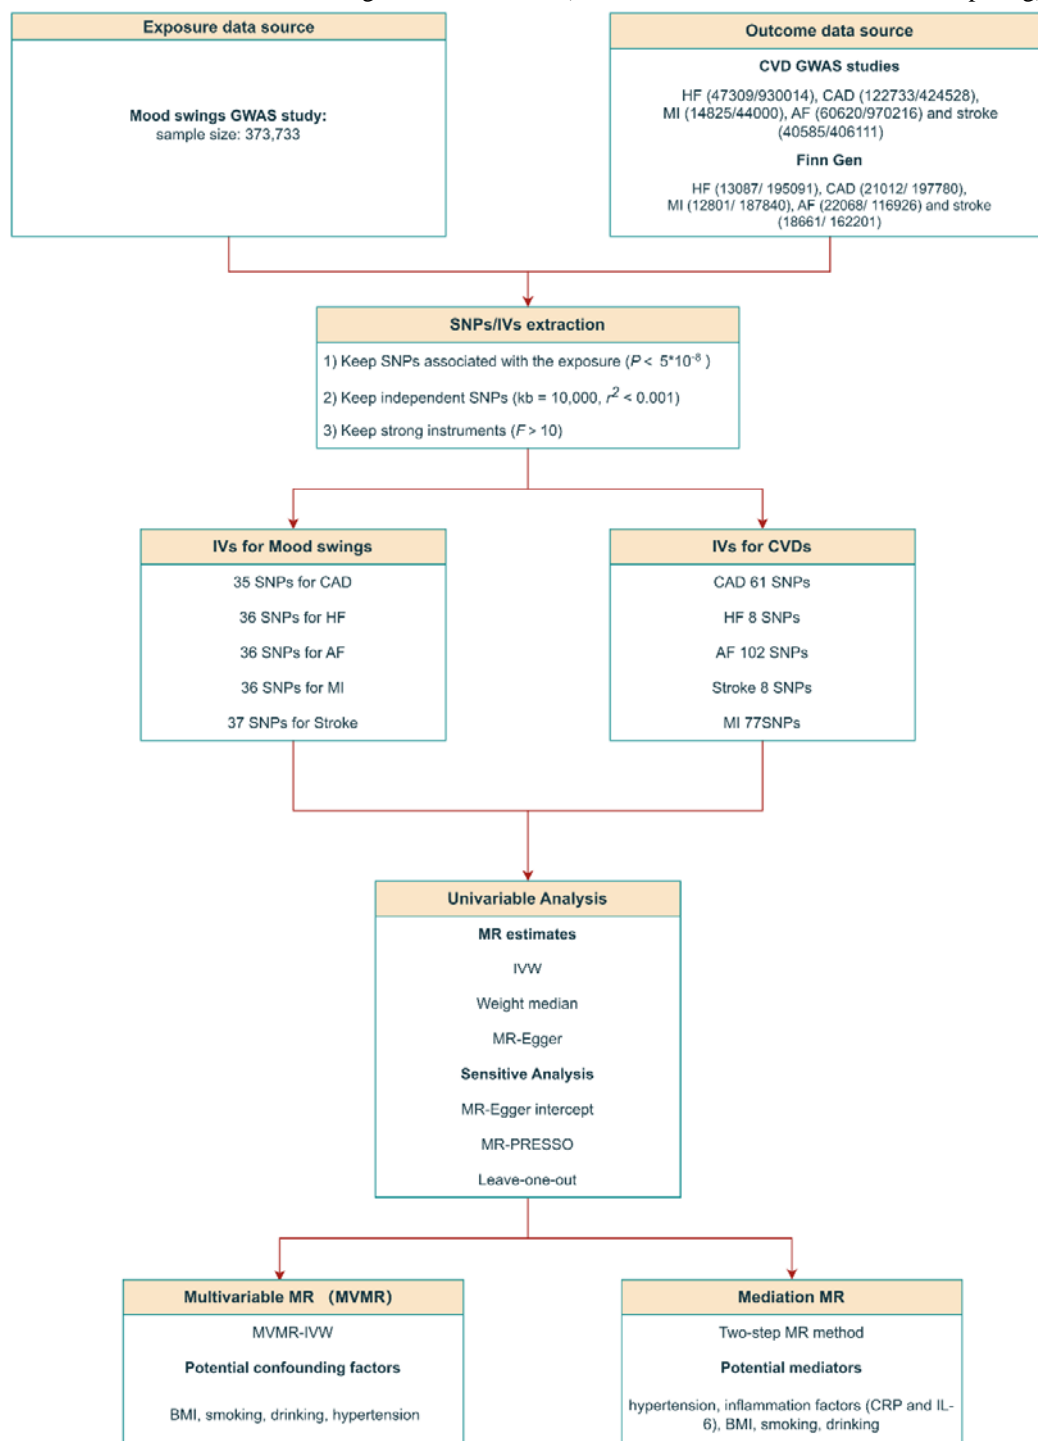 Exposure data source
Mood swings GWAS study:
sample size: 373,733
Outcome data source
CVD GWAS studies
HF (47309/930014), CAD (122733/424528),
MI (14825/44000), AF (60620/970216) and stroke
(40585/406111)
Finn Gen
HF (13087/ 195091), CAD (21012/ 197780),
MI (12801/ 187840), AF (22068/ 116926) and stroke
(18661/ 162201)
SNPs/IVs extraction
1) Keep SNPs associated with the exposure (P < 5*10-8 )
2) Keep independent SNPs (kb = 10,000, r2 < 0.001)
3) Keep strong instruments (F > 10)
IVs for Mood swings
35 SNPs for CAD
36 SNPs for HF
36 SNPs for AF
36 SNPs for MI
37 SNPs for Stroke
IVs for CVDs
CAD 61 SNPs
HF 8 SNPs
AF 102 SNPs
Stroke 8 SNPs
MI 77SNPs
Univariable Analysis
MR estimates
IVW
Weight median
MR-Egger
Sensitive Analysis
MR-Egger intercept
MR-PRESSO
Leave-one-out
Multivariable MR （MVMR）
MVMR-IVW
Potential confounding factors
BMI, smoking, drinking, hypertension
Mediation MR
Two-step MR method
Potential mediators
hypertension, inflammation factors (CRP and IL-
6), BMI, smoking, drinking